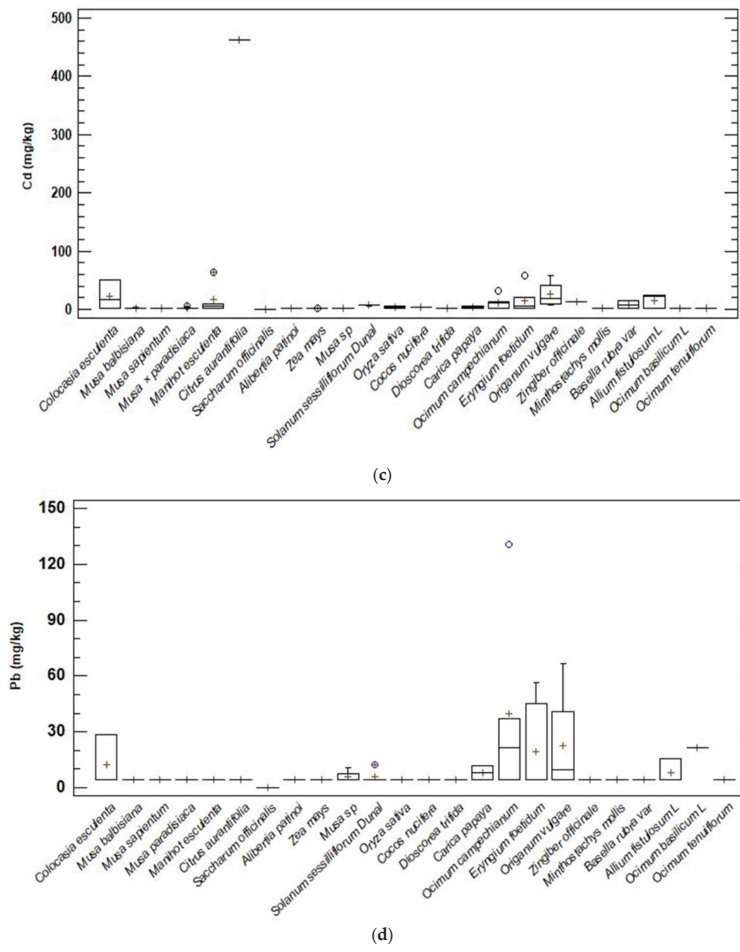 500
400
300
200
100
0
Cd (mg/kg)
Colocasia esculenta
Musa balbisiana
Musa sapientum
Musa × paradisiaca
Manihot esculenta
Citrus aurantifolia
Saccharum officinalis
Alibertia patinoi
Zea mays
Musa sp
Solanum sessilliforum Dunal
Oryza sativa
Cocos nucifera
Dioscorea trifida
Carica papaya
Ocimum campechianum
Eryngium foetidum
Origanum vulgare
Zingiber officinale
Minthostachys mollis
Basella rubra var
Allium fistulosum L
Ocimum basilicum L
Ocimum tenuiflorum
(c)
150
120
90
60
30
0
Pb (mg/kg)
Colocasia esculenta
Musa balbisiana
Musa sapientum
Musa paradisiaca
Manihot esculenta
Citrus aurantifolia
Saccharum officinalis
Alibertia patinoi
Zea mays
Musa sp
Solanum sessilliforum Dunal
Oryza sativa
Cocos nucifera
Dioscorea trifida
Carica papaya
Ocimum campechianum
Eryngium foetidum
Origanum vulgare
Zingiber officinale
Minthostachys mollis
Basella rubra var
Allium fistulosum L
Ocimum basilicum L
Ocimum tenuiflorum
(d)